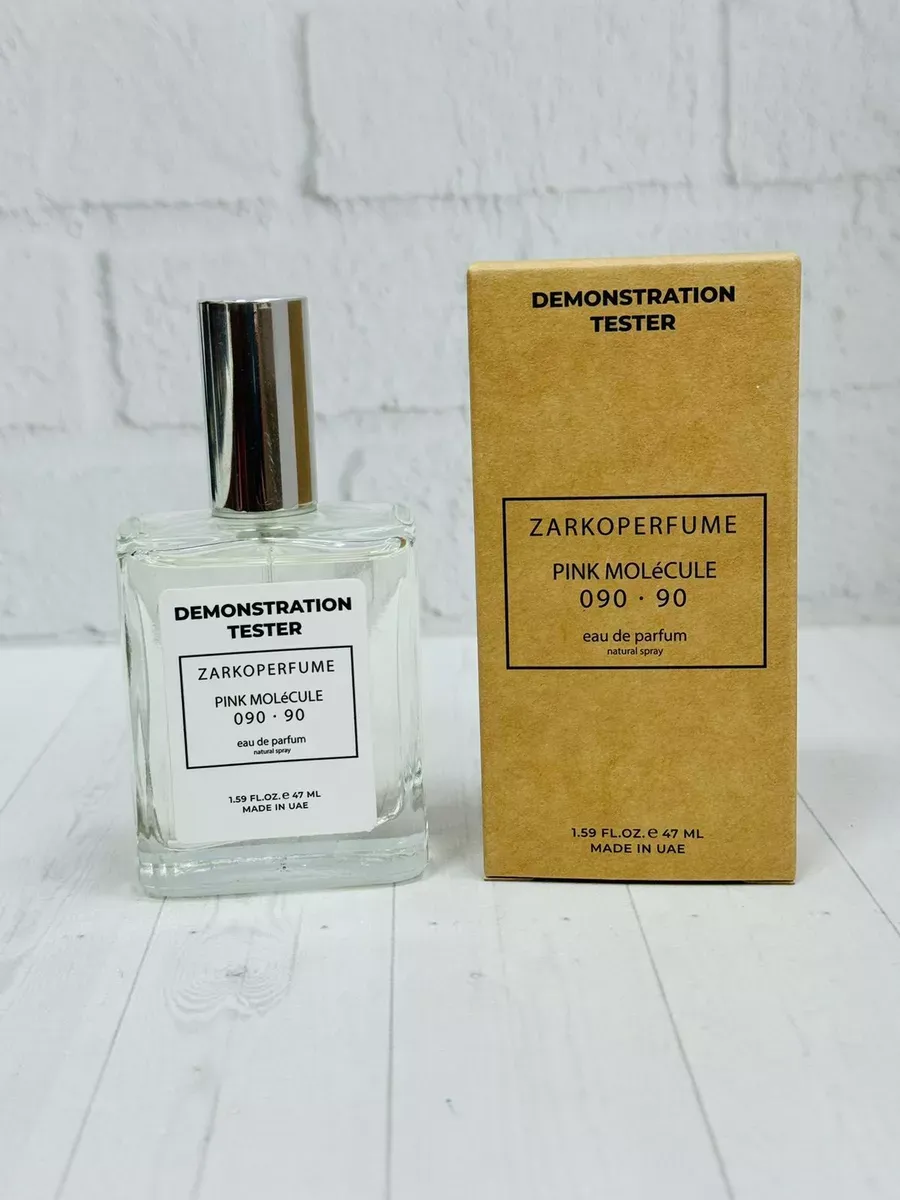 DEMONSTRATION
TESTER
ZARKOPERFUME
PINK MOLéCULE
090 · 90
eau de parfum
natural spray
1.59 FL.OZ. e 47 ML
MADE IN UAE
DEMONSTRATION
TESTER
ZARKOPERFUME
PINK MOLéCULE
090 · 90
eau de parfum
natural spray
1.59 FL.OZ. e 47 ML
MADE IN UAE